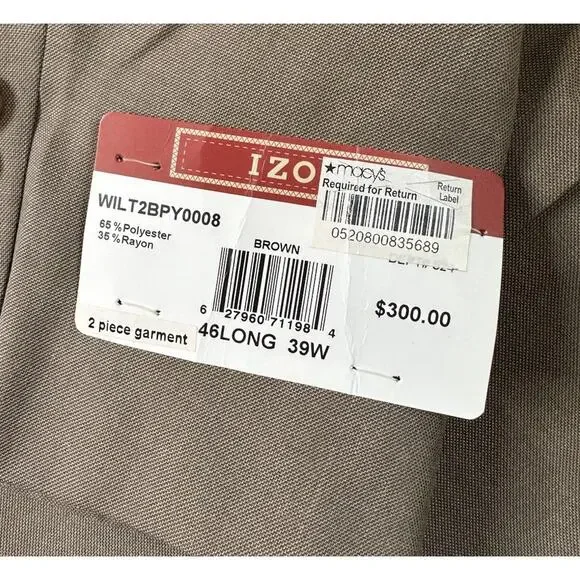 IZO
★macy's
Required for Return
Return
Label
0520800835689
WILT2BPY0008
65%Polyester
35%Rayon
BROWN
$300.00
6 27960 71198 4
2 piece garment
46LONG 39W